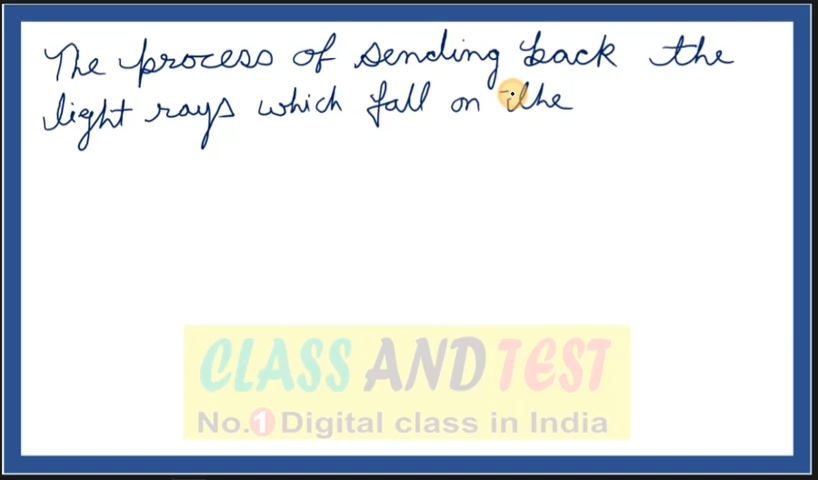 The process of sending back the
light rays which fall on the
CLASS AND TEST
No.1 Digital class in India